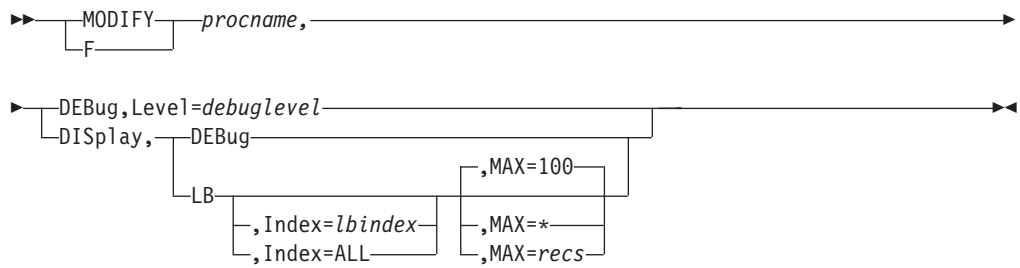 MODIFY procname,
F
DEBug,Level=debuglevel
DISplay, DEBug
,MAX=100
LB
,Index=lbindex ,MAX=*
,Index=ALL ,MAX=recs